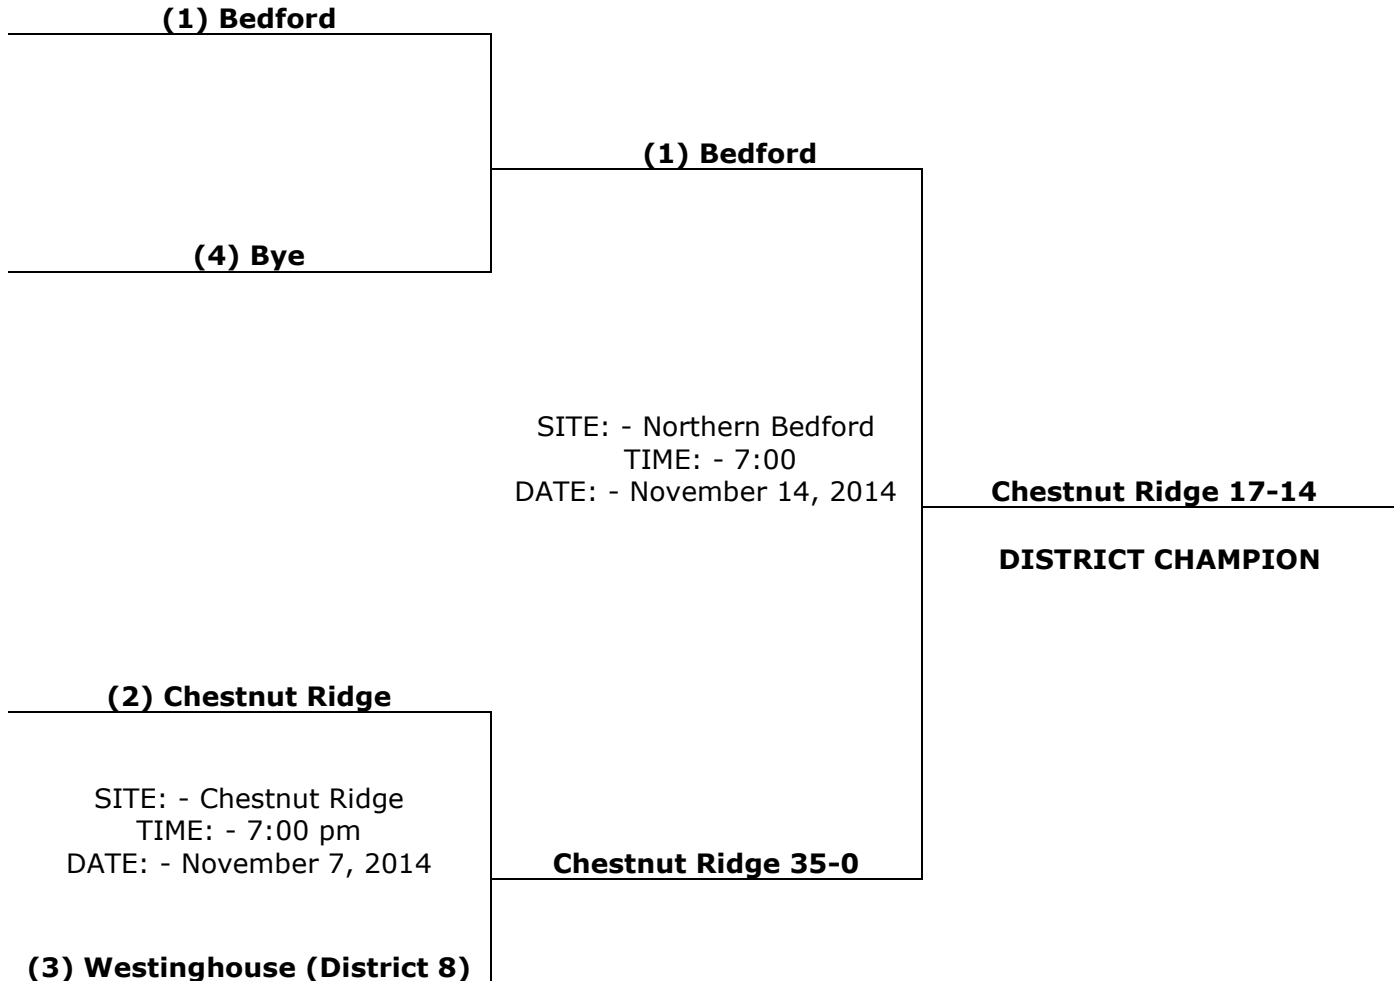 (1) Bedford
(1) Bedford
(4) Bye
SITE: - Northern Bedford
TIME: - 7:00
DATE: - November 14, 2014
Chestnut Ridge 17-14
DISTRICT CHAMPION
(2) Chestnut Ridge
SITE: - Chestnut Ridge
TIME: - 7:00 pm
DATE: - November 7, 2014
Chestnut Ridge 35-0
(3) Westinghouse (District 8)